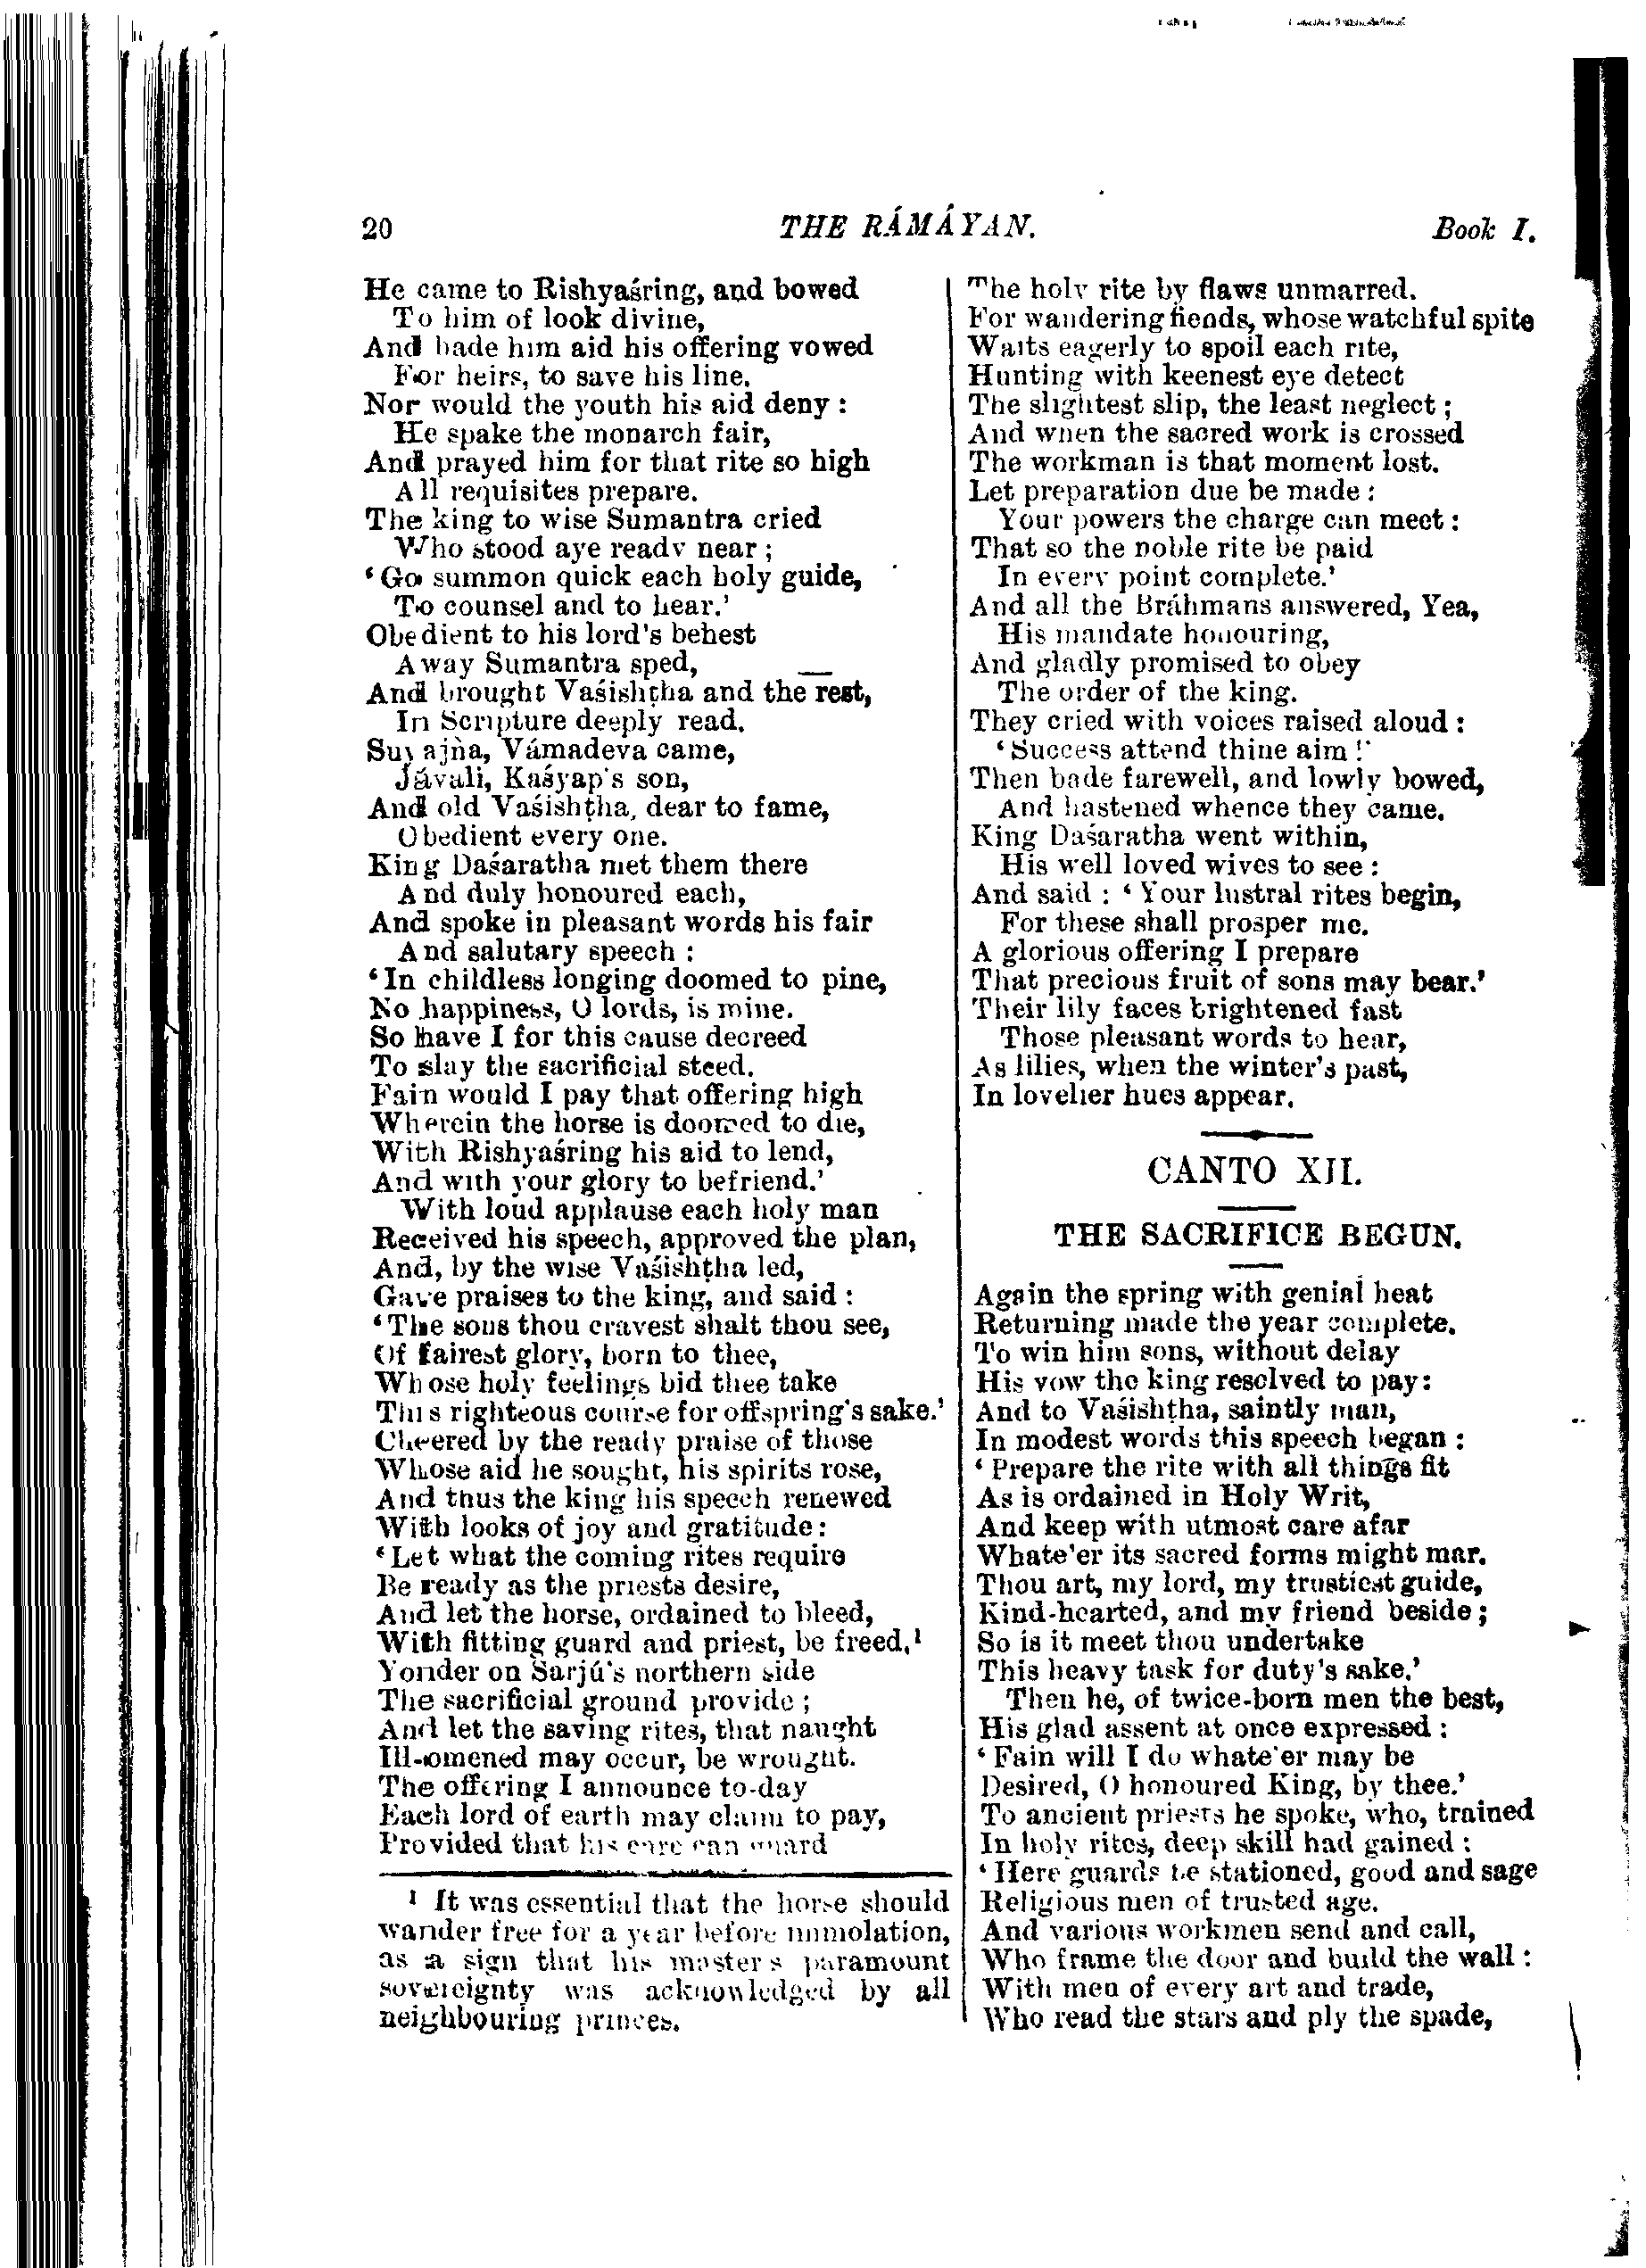 20 THE RÁMÁYAN. Book I.
He came to Rishyaśring, and bowed
To him of look divine,
And bade him aid his offering vowed
For heirs, to save his line.
Nor would the youth his aid deny :
He spake the monarch fair,
And prayed him for that rite so high
All requisites prepare.
The king to wise Sumantra cried
Who stood aye ready near ;
‘Go summon quick each holy guide,
To counsel and to hear.’
Obedient to his lord's behest
Away Sumantra sped,
And brought Vaśishṭha and the rest,
In Scripture deeply read.
Suyajǹa, Vámadeva came,
Jávali, Kaśyap's son,
And old Vaśishṭha, dear to fame,
Obedient every one.
King Daśaratha met them there
And duly honoured each,
And spoke in pleasant words his fair
And salutary speech :
‘In childless longing doomed to pine,
No happiness, O lords, is mine.
So have I for this cause decreed
To slay the sacrificial steed.
Fain would I pay that offering high
Wherein the horse is doomed to die,
With Rishyaśring his aid to lend,
And with your glory to befriend.’
With loud applause each holy man
Received his speech, approved the plan,
And, by the wise Vaśishṭha led,
Gave praises to the king, and said :
‘The sons thou cravest shalt thou see,
Of fairest glory, born to thee,
Whose holy feelings bid thee take
This righteous course for offspring's sake.’
Cheered by the ready praise of those
Whose aid he sought, his spirits rose,
And thus the king his speech renewed
With looks of joy and gratitude:
‘Let what the coming rites require
Be ready as the priests desire,
And let the horse, ordained to bleed,
With fitting guard and priest, be freed,¹
Yonder on Sarjú's northern side
The sacrificial ground provide ;
And let the saving rites, that naught
Ill-omened may occur, be wrought.
The offering I announce to-day
Each lord of earth may claim to pay,
Provided that his care can guard
¹ It was essential that the horse should
wander free for a year before immolation,
as a sign that his master's paramount
sovereignty was acknowledged by all
neighbouring princes.
The holy rite by flaws unmarred.
For wandering fiends, whose watchful spite
Waits eagerly to spoil each rite,
Hunting with keenest eye detect
The slightest slip, the least neglect ;
And when the sacred work is crossed
The workman is that moment lost.
Let preparation due be made :
Your powers the charge can meet :
That so the noble rite be paid
In every point complete.’
And all the Bráhmans answered, Yea,
His mandate honouring,
And gladly promised to obey
The order of the king.
They cried with voices raised aloud :
‘Success attend thine aim !’
Then bade farewell, and lowly bowed,
And hastened whence they came.
King Daśaratha went within,
His well loved wives to see :
And said : ‘Your lustral rites begin,
For these shall prosper me.
A glorious offering I prepare
That precious fruit of sons may bear.’
Their lily faces brightened fast
Those pleasant words to hear,
As lilies, when the winter's past,
In lovelier hues appear.
CANTO XII.
THE SACRIFICE BEGUN.
Again the spring with genial heat
Returning made the year complete.
To win him sons, without delay
His vow the king resolved to pay:
And to Vaśishṭha, saintly man,
In modest words this speech began :
‘Prepare the rite with all things fit
As is ordained in Holy Writ,
And keep with utmost care afar
Whate'er its sacred forms might mar.
Thou art, my lord, my trustiest guide,
Kind-hearted, and my friend beside ;
So is it meet thou undertake
This heavy task for duty's sake.’
Then he, of twice-born men the best,
His glad assent at once expressed :
‘Fain will I do whate'er may be
Desired, O honoured King, by thee.’
To ancient priests he spoke, who, trained
In holy rites, deep skill had gained :
‘Here guards be stationed, good and sage
Religious men of trusted age.
And various workmen send and call,
Who frame the door and build the wall :
With men of every art and trade,
Who read the stars and ply the spade,